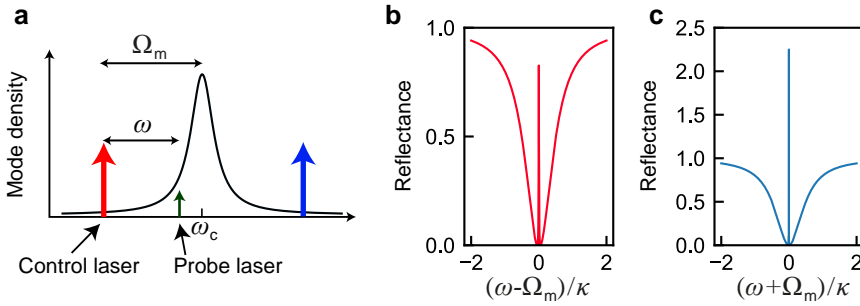 a
Mode density
Ωm
ω
ωc
Control laser
Probe laser
b
Reflectance
1.0
0.5
0.0
−2
0
2
(ω-Ωm)/κ
c
Reflectance
2.5
2.0
1.5
1.0
0.5
0.0
−2
0
2
(ω+Ωm)/κ